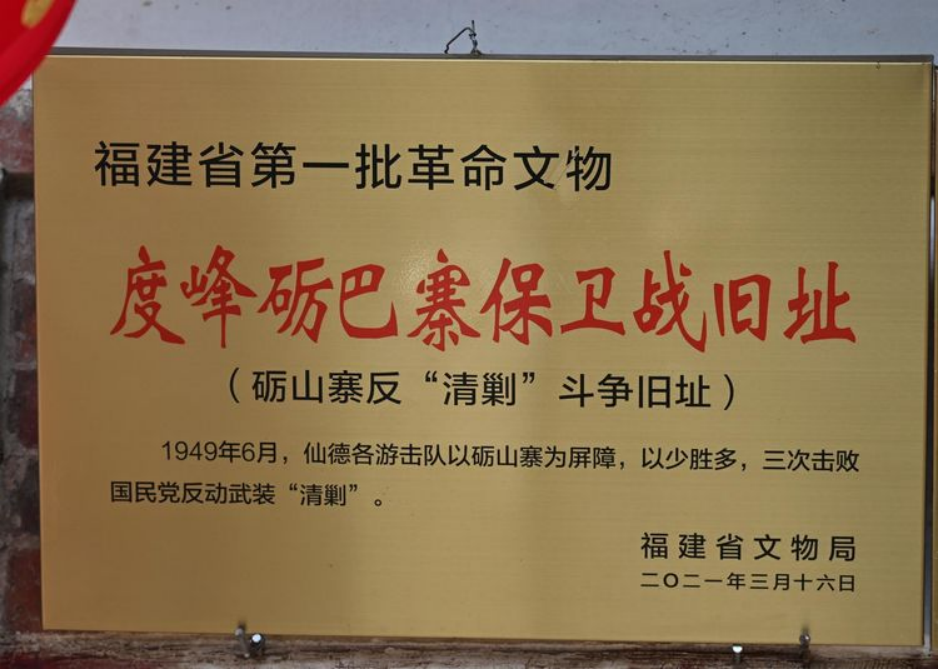 福建省第一批革命文物
度峰砺巴寨保卫战旧址
（砺山寨反“清剿”斗争旧址）
1949年6月，仙德各游击队以砺山寨为屏障，以少胜多，三次击败
国民党反动武装“清剿”。
福建省文物局
二〇二一年三月十六日